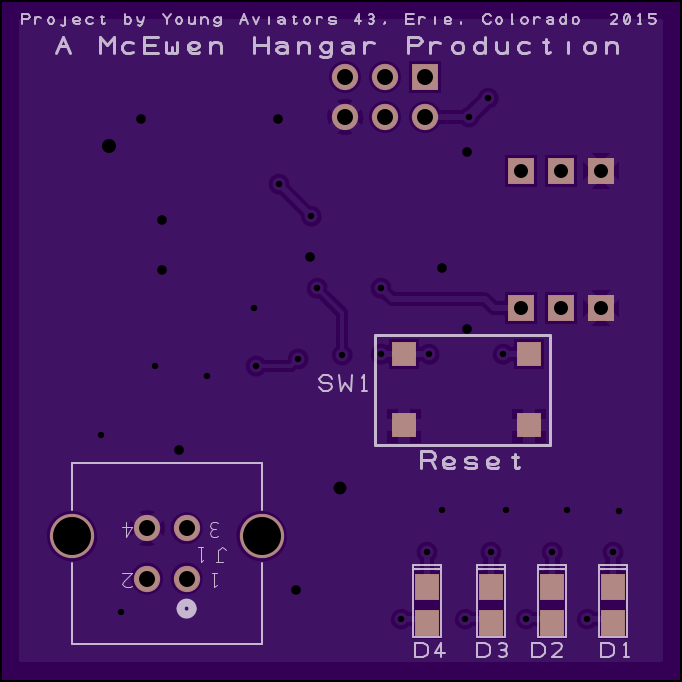 Project by Young Aviators 43, Erie, Colorado 2015
A McEwen Hangar Production
SW1
Reset
4 3
J1
2 1
D4 D3 D2 D1